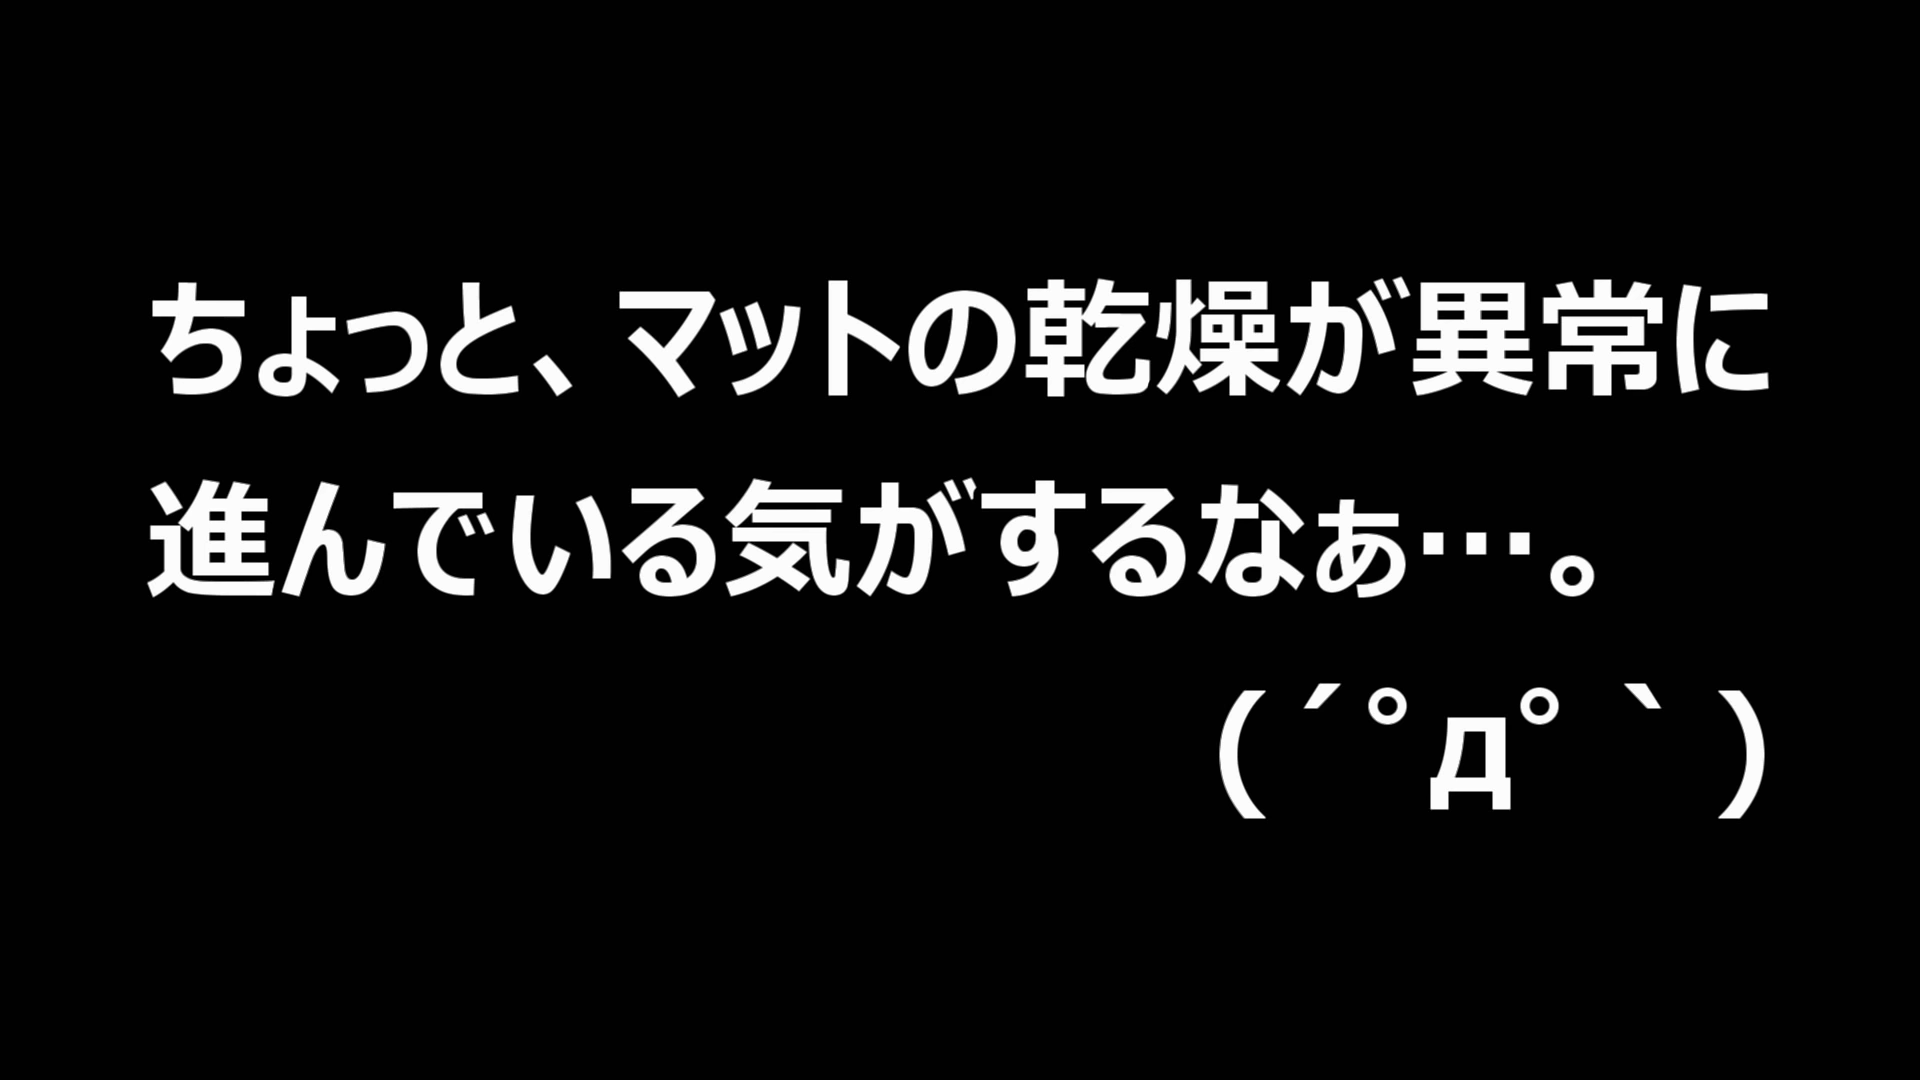 ちょっと、マットの乾燥が異常に
進んでいる気がするなぁ…。
(´゚Д゚｀)